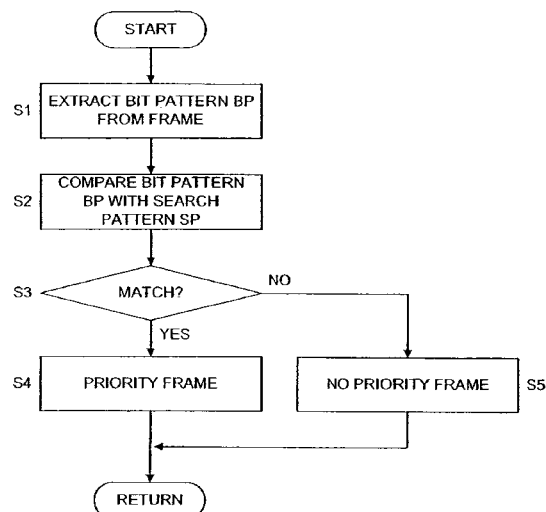 START
S1
EXTRACT BIT PATTERN BP
FROM FRAME
S2
COMPARE BIT PATTERN
BP WITH SEARCH
PATTERN SP
S3
MATCH?
NO
YES
S4
PRIORITY FRAME
NO PRIORITY FRAME
S5
RETURN